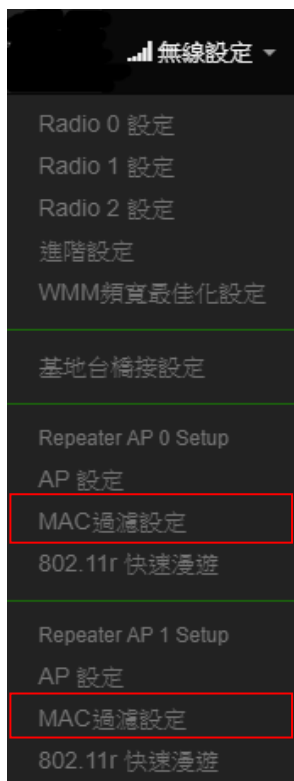 無線設定
Radio 0 設定
Radio 1 設定
Radio 2 設定
進階設定
WMM頻寬最佳化設定
基地台橋接設定
Repeater AP 0 Setup
AP 設定
MAC過濾設定
802.11r 快速漫遊
Repeater AP 1 Setup
AP 設定
MAC過濾設定
802.11r 快速漫遊